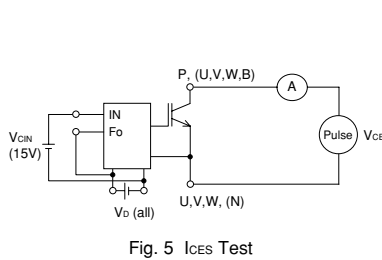 P, (U,V,W,B)
A
IN
Fo
VCIN
(15V)
Pulse
VCE
U,V,W, (N)
VD (all)
Fig. 5 ICES Test